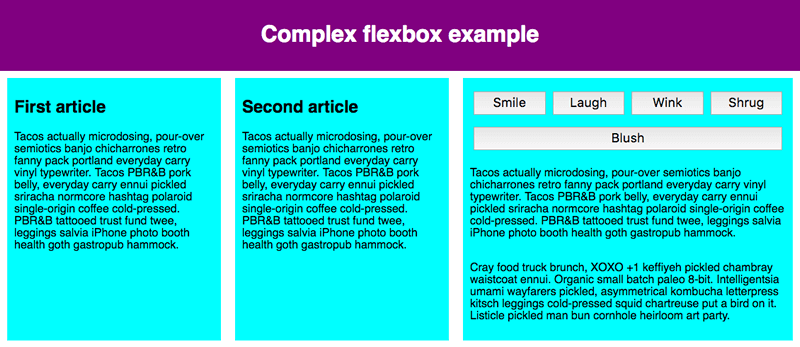 Complex flexbox example
First article
Tacos actually microdosing, pour-over
semiotics banjo chicharrones retro
fanny pack portland everyday carry
vinyl typewriter. Tacos PBR&B pork
belly, everyday carry ennui pickled
sriracha normcore hashtag polaroid
single-origin coffee cold-pressed.
PBR&B tattooed trust fund twee,
leggings salvia iPhone photo booth
health goth gastropub hammock.
Second article
Tacos actually microdosing, pour-over
semiotics banjo chicharrones retro
fanny pack portland everyday carry
vinyl typewriter. Tacos PBR&B pork
belly, everyday carry ennui pickled
sriracha normcore hashtag polaroid
single-origin coffee cold-pressed.
PBR&B tattooed trust fund twee,
leggings salvia iPhone photo booth
health goth gastropub hammock.
Smile Laugh Wink Shrug
Blush
Tacos actually microdosing, pour-over semiotics banjo
chicharrones retro fanny pack portland everyday carry vinyl
typewriter. Tacos PBR&B pork belly, everyday carry ennui
pickled sriracha normcore hashtag polaroid single-origin coffee
cold-pressed. PBR&B tattooed trust fund twee, leggings salvia
iPhone photo booth health goth gastropub hammock.
Cray food truck brunch, XOXO +1 keffiyeh pickled chambray
waistcoat ennui. Organic small batch paleo 8-bit. Intelligentsia
umami wayfarers pickled, asymmetrical kombucha letterpress
kitsch leggings cold-pressed squid chartreuse put a bird on it.
Listicle pickled man bun cornhole heirloom art party.